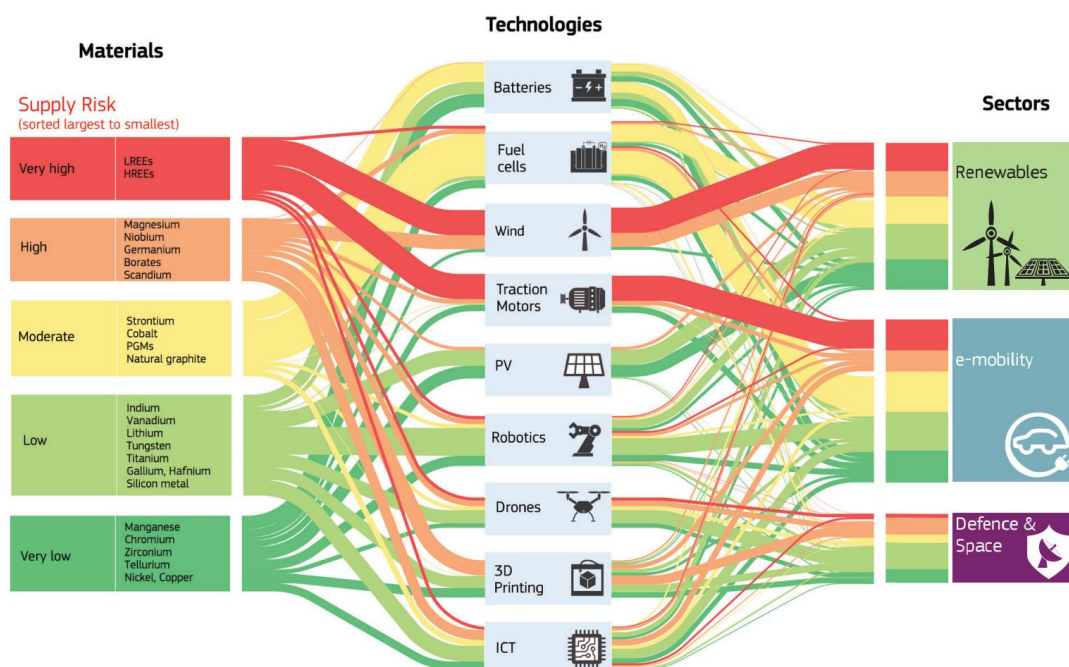 Technologies
Materials
Sectors
Supply Risk
(sorted largest to smallest)
Very high
LREEs
HREEs
High
Magnesium
Niobium
Germanium
Borates
Scandium
Moderate
Strontium
Cobalt
PGMs
Natural graphite
Low
Indium
Vanadium
Lithium
Tungsten
Titanium
Gallium, Hafnium
Silicon metal
Very low
Manganese
Chromium
Zirconium
Tellurium
Nickel, Copper
Batteries
Fuel
cells
H₂
Wind
Traction
Motors
PV
Robotics
Drones
3D
Printing
ICT
Renewables
e-mobility
Defence &
Space